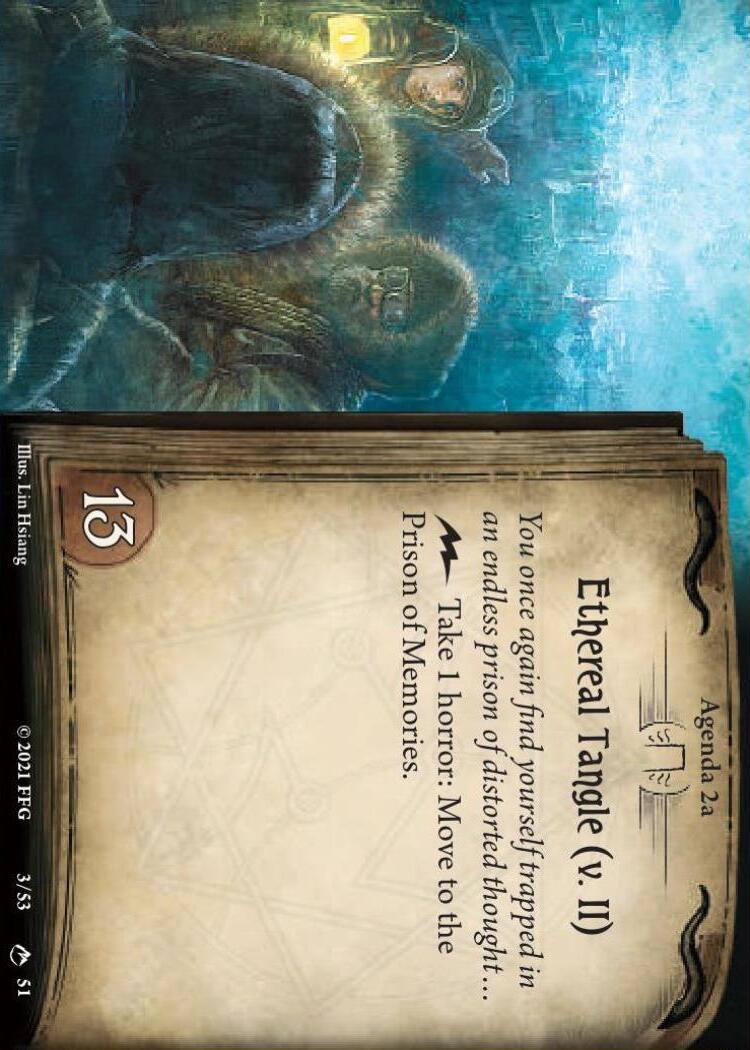 Agenda 2a
Ethereal Tangle (v. II)
You once again find yourself trapped in
an endless prison of distorted thought…
Take 1 horror: Move to the
Prison of Memories.
13
Illus. Lin Hsiang
© 2021 FFG
3/53
51